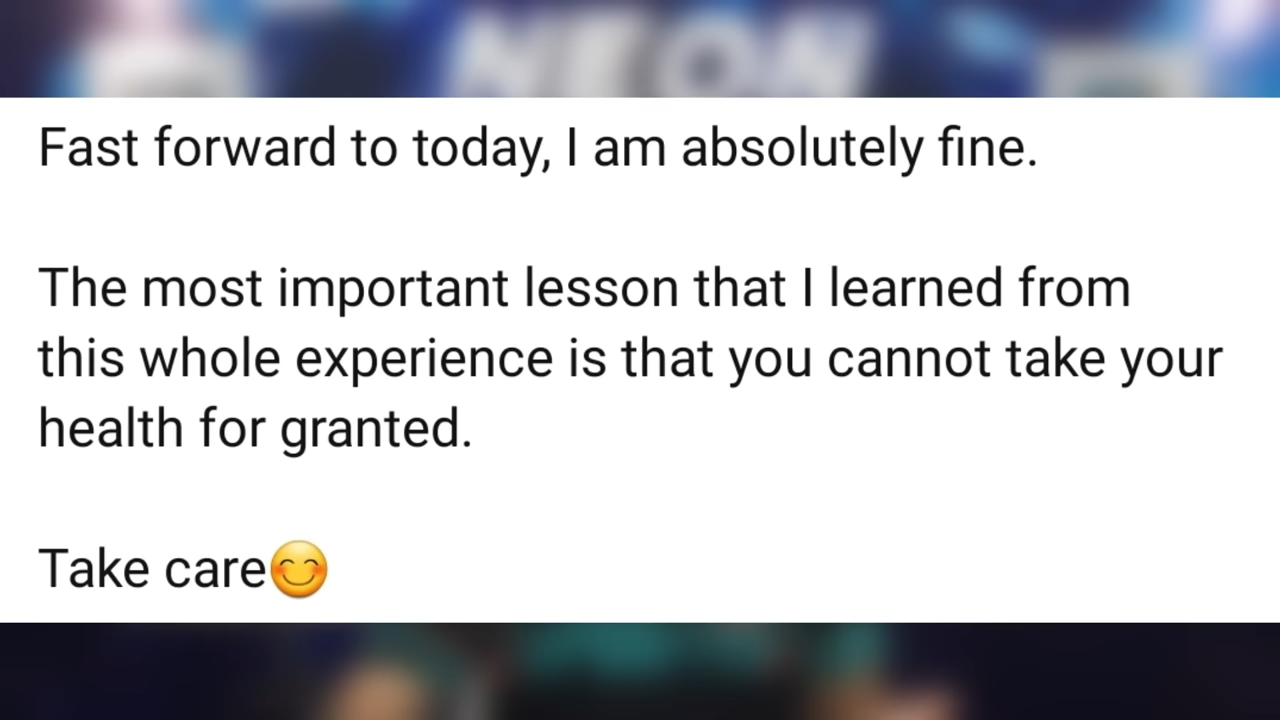 NEON
Fast forward to today, I am absolutely fine.
The most important lesson that I learned from
this whole experience is that you cannot take your
health for granted.
Take care😊